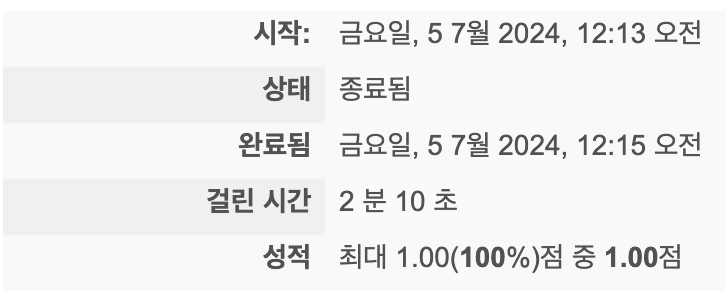 시작: 금요일, 5 7월 2024, 12:13 오전
상태 종료됨
완료됨 금요일, 5 7월 2024, 12:15 오전
걸린 시간 2 분 10 초
성적 최대 1.00(100%)점 중 1.00점